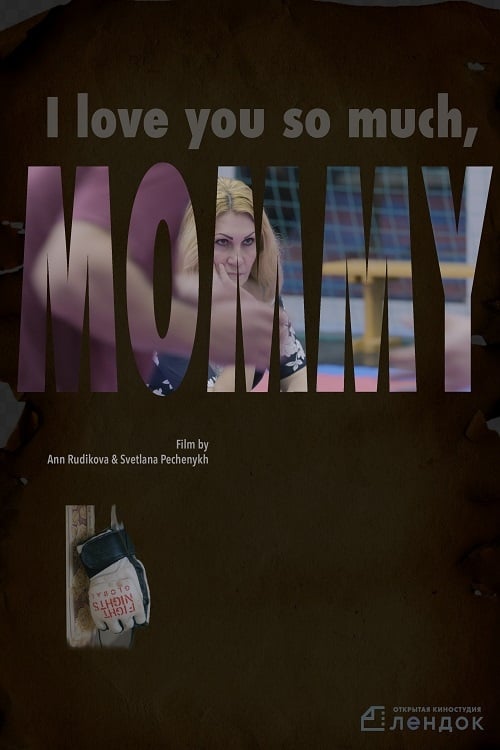 I love you so much,
MOMMY
Film by
Ann Rudikova & Svetlana Pechenykh
FIGHT
NIGHTS
GLOBAL
ОТКРЫТАЯ КИНОСТУДИЯ
лендок